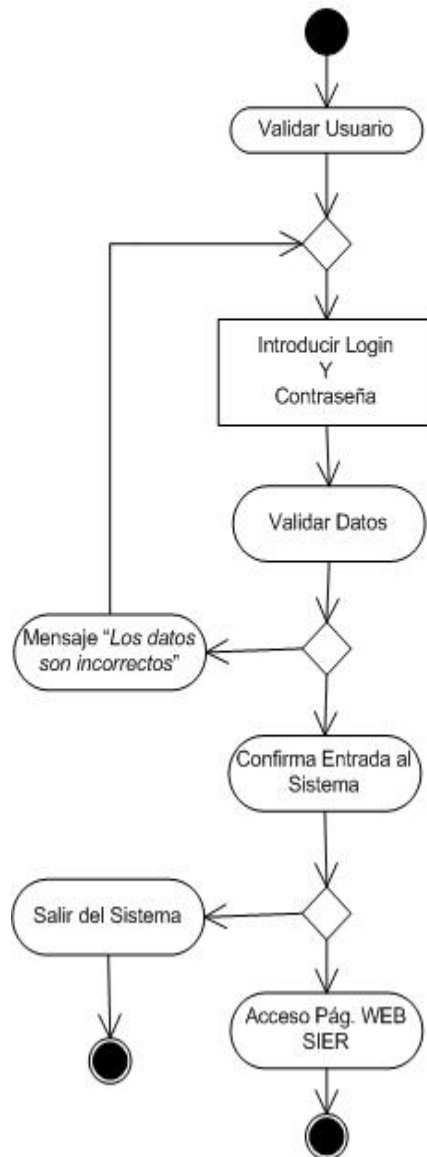 Validar Usuario
Introducir Login
Y
Contraseña
Validar Datos
Mensaje “Los datos
son incorrectos”
Confirma Entrada al
Sistema
Salir del Sistema
Acceso Pág. WEB
SIER